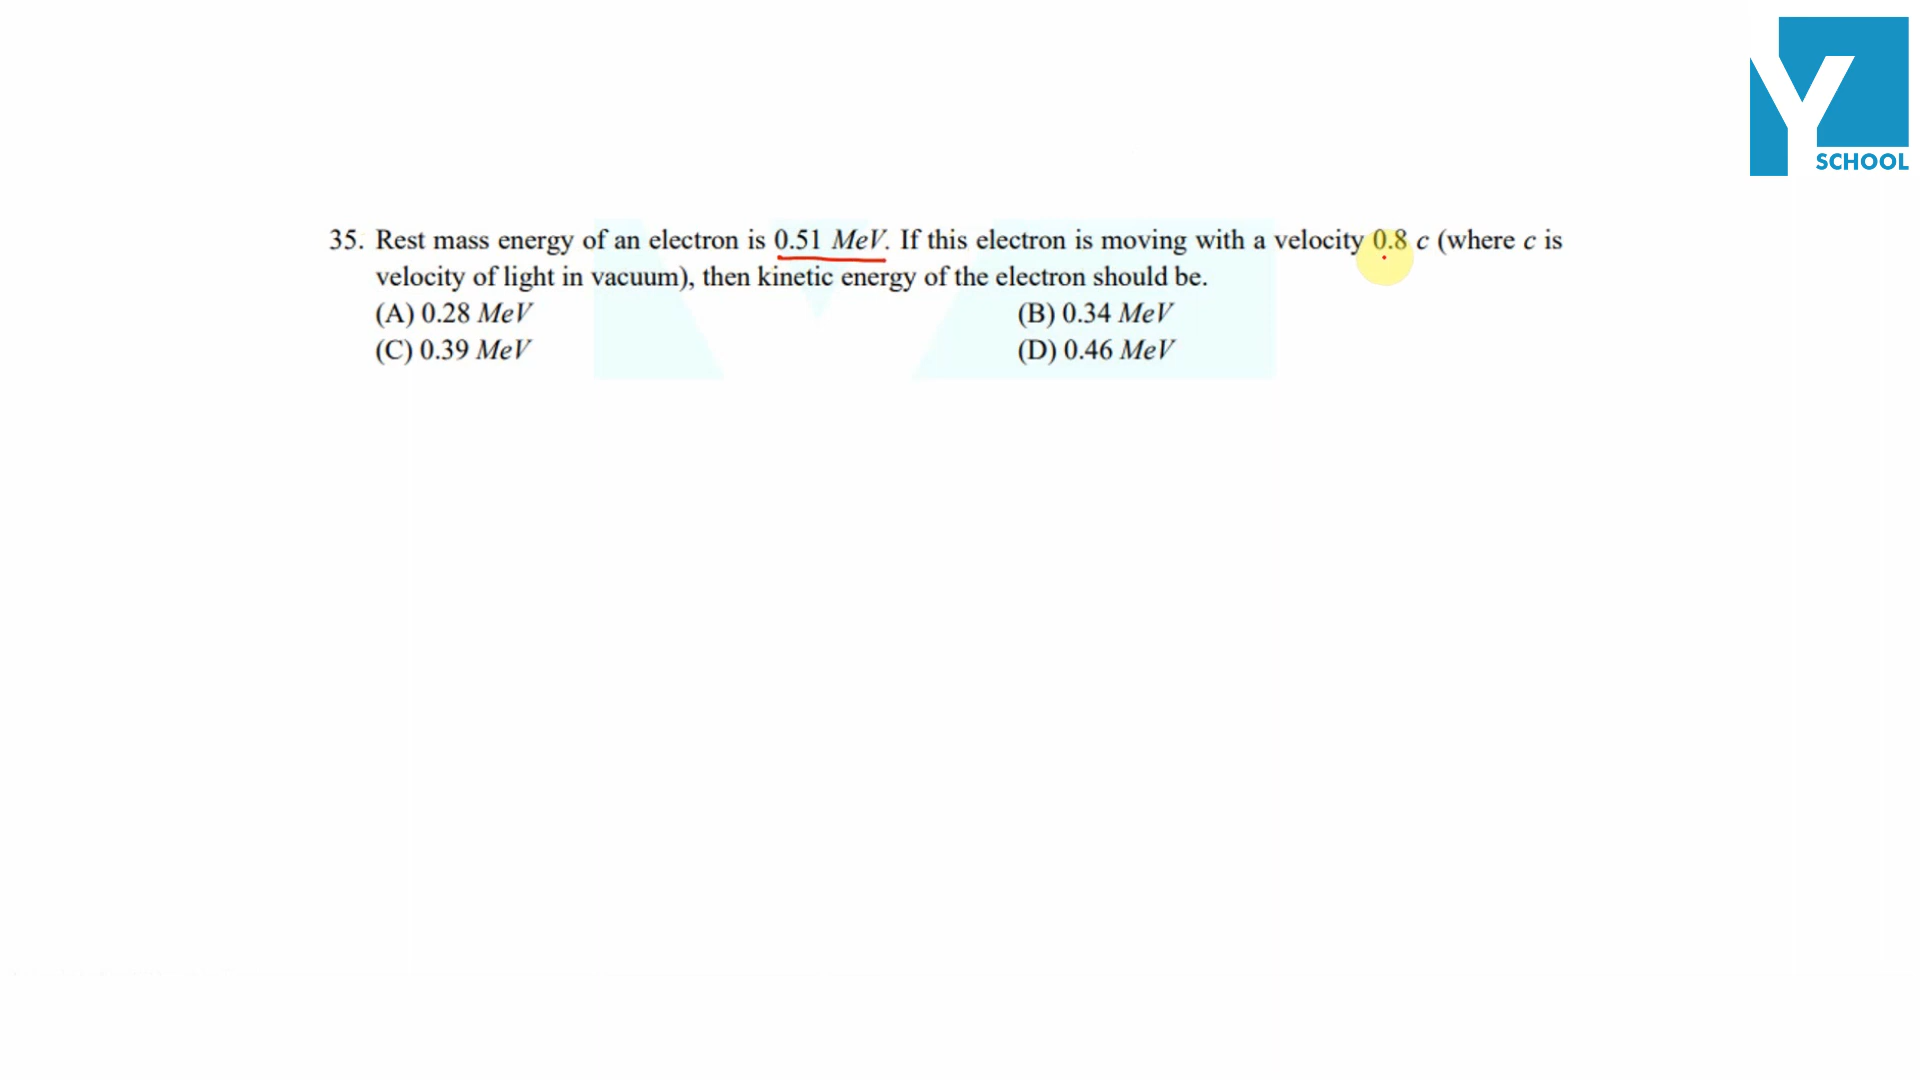 Y
SCHOOL
35. Rest mass energy of an electron is 0.51 MeV. If this electron is moving with a velocity 0.8 c (where c is
velocity of light in vacuum), then kinetic energy of the electron should be.
(A) 0.28 MeV (B) 0.34 MeV
(C) 0.39 MeV (D) 0.46 MeV